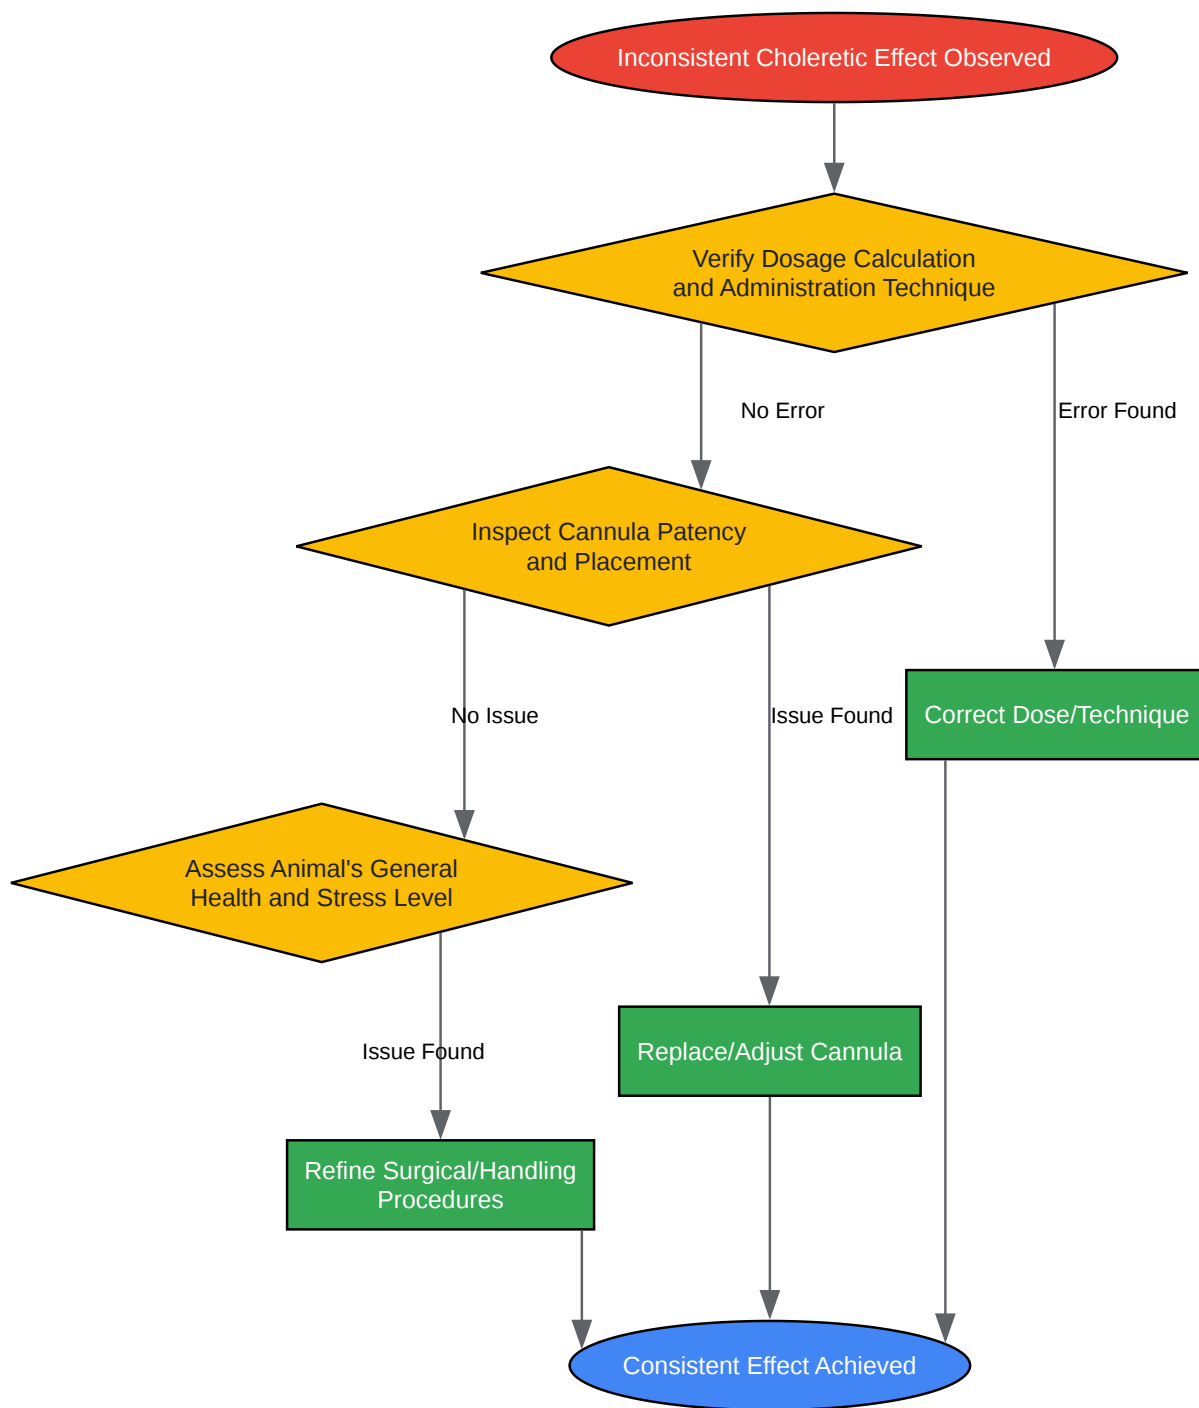 Inconsistent Choleretic Effect Observed
Verify Dosage Calculation
and Administration Technique
No Error
Error Found
Inspect Cannula Patency
and Placement
No Issue
Issue Found
Correct Dose/Technique
Assess Animal's General
Health and Stress Level
Issue Found
Replace/Adjust Cannula
Refine Surgical/Handling
Procedures
Consistent Effect Achieved